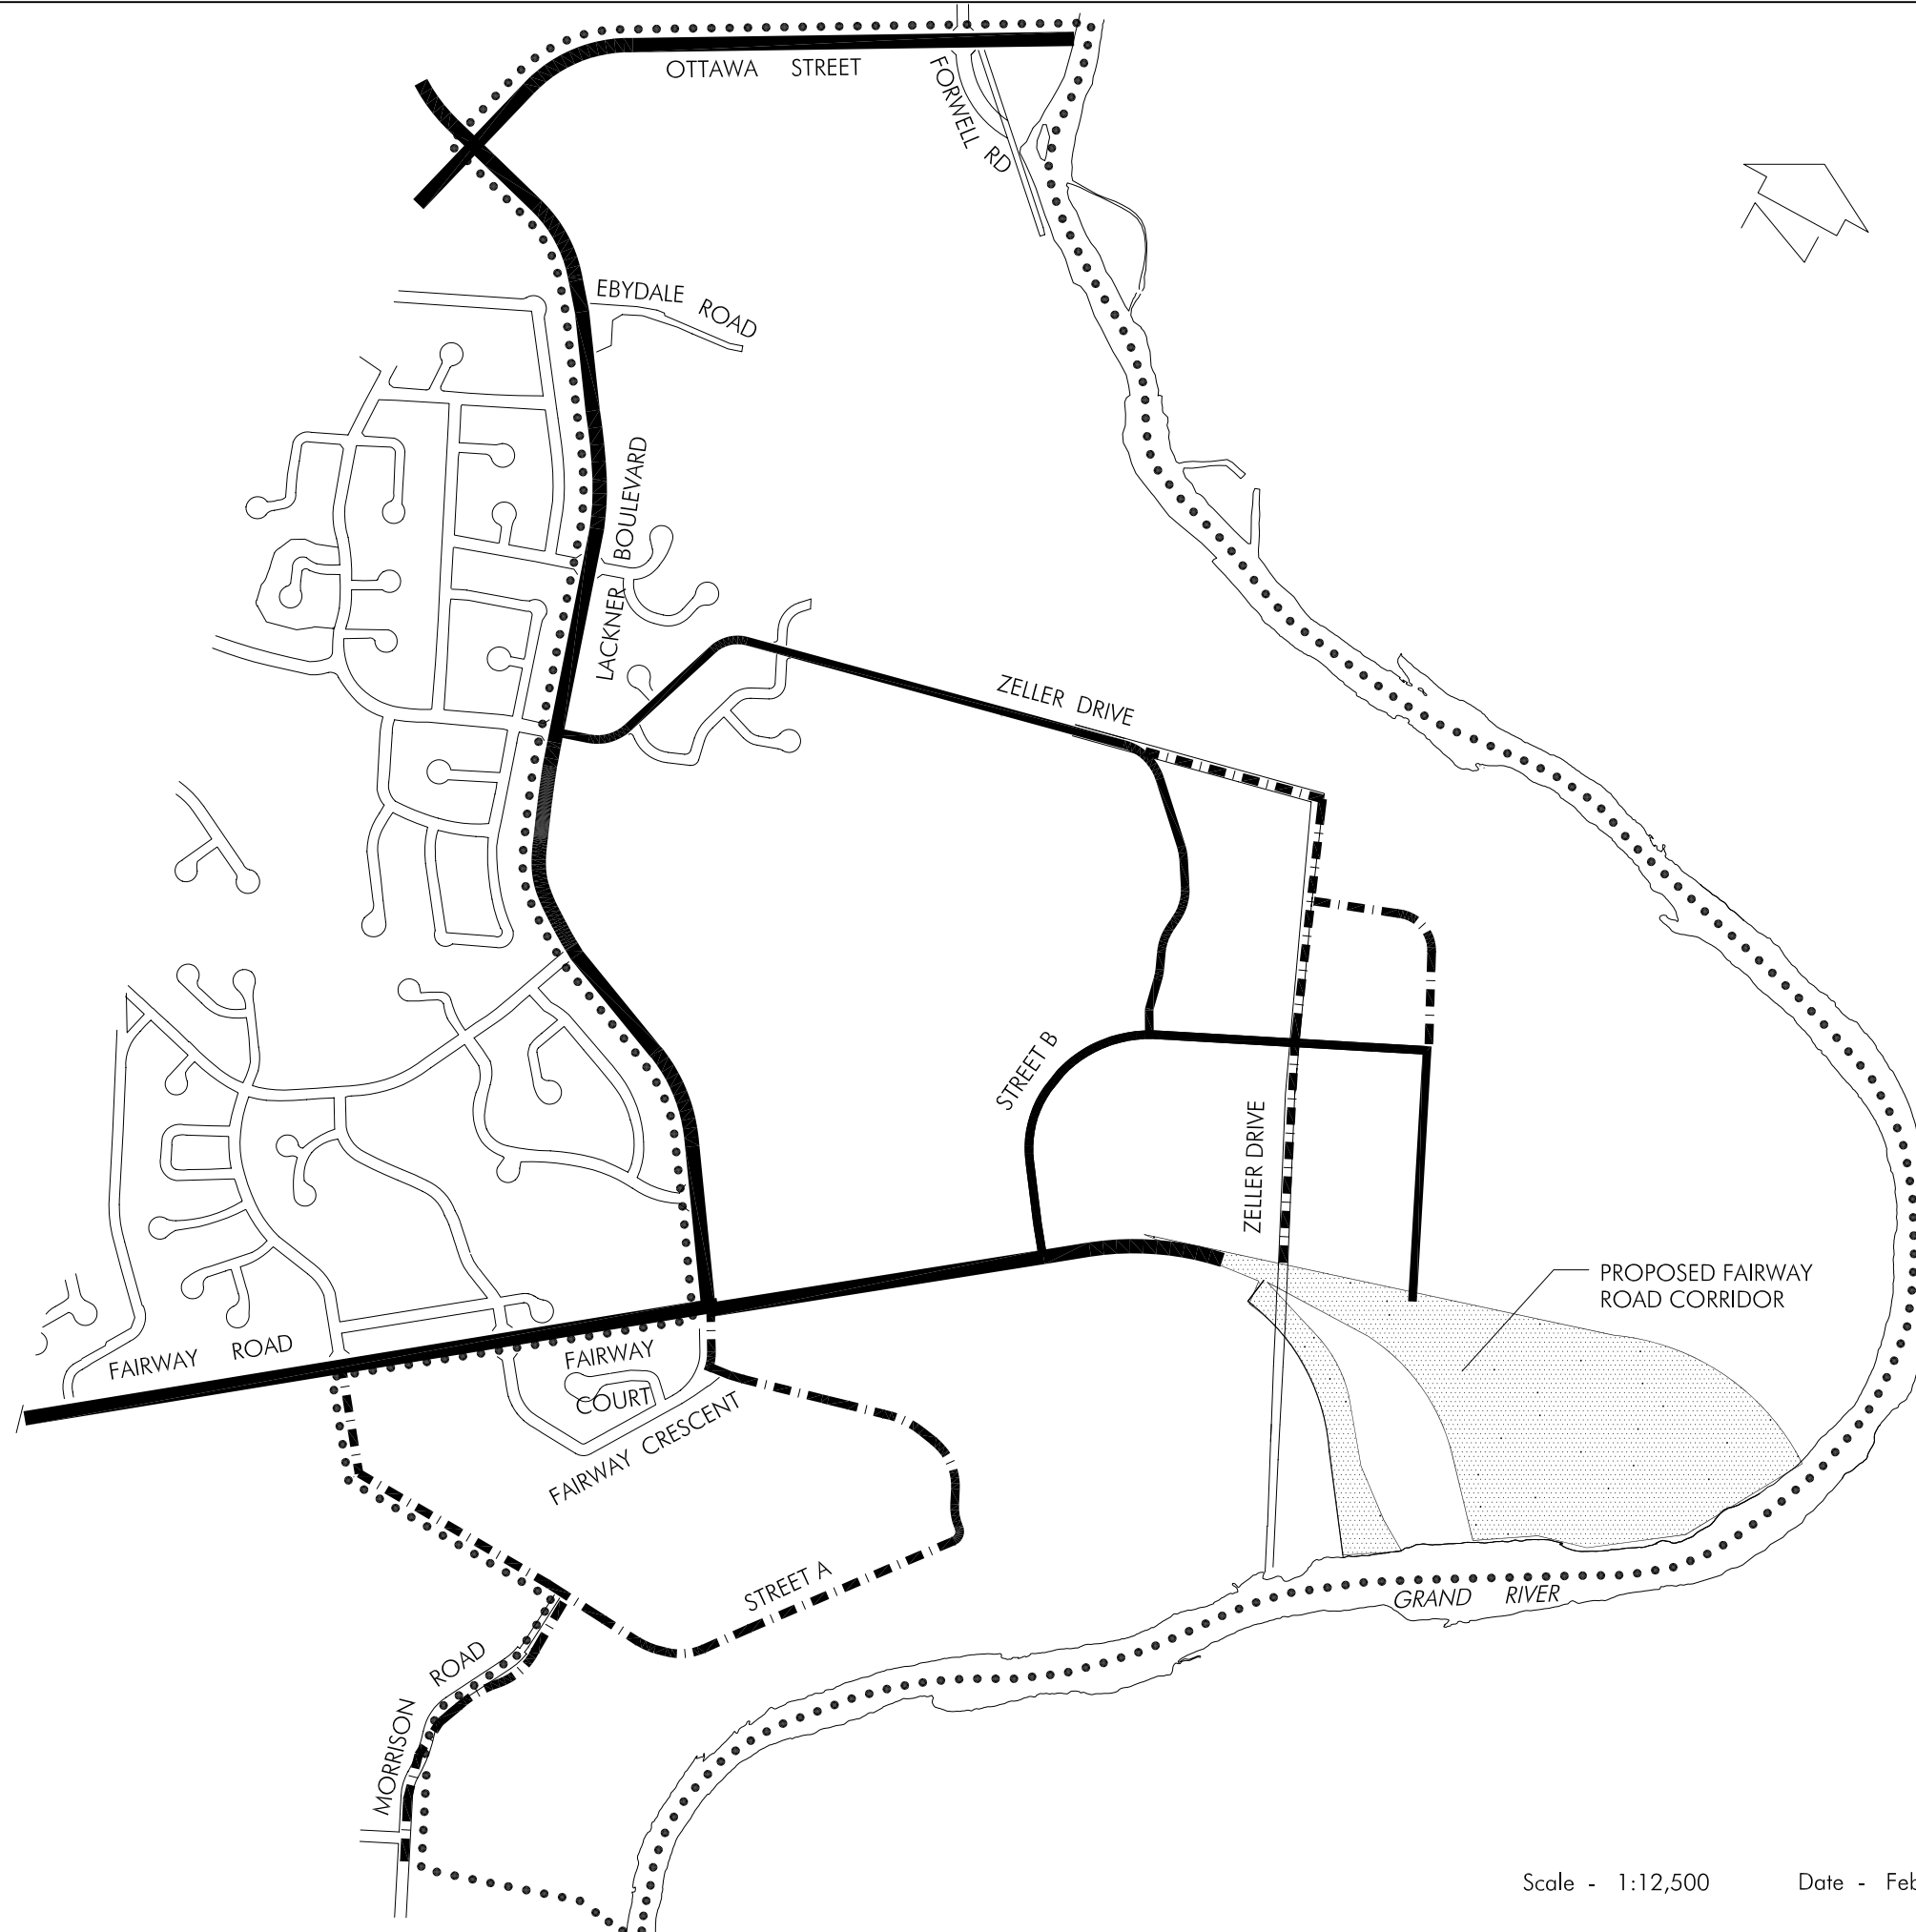 OTTAWA STREET
FORWELL RD
EBYDALE ROAD
LACKNER BOULEVARD
ZELLER DRIVE
STREET B
ZELLER DRIVE
PROPOSED FAIRWAY
ROAD CORRIDOR
FAIRWAY ROAD
FAIRWAY
COURT
FAIRWAY CRESCENT
STREET A
GRAND RIVER
MORRISON ROAD
Scale - 1:12,500 Date - Feb